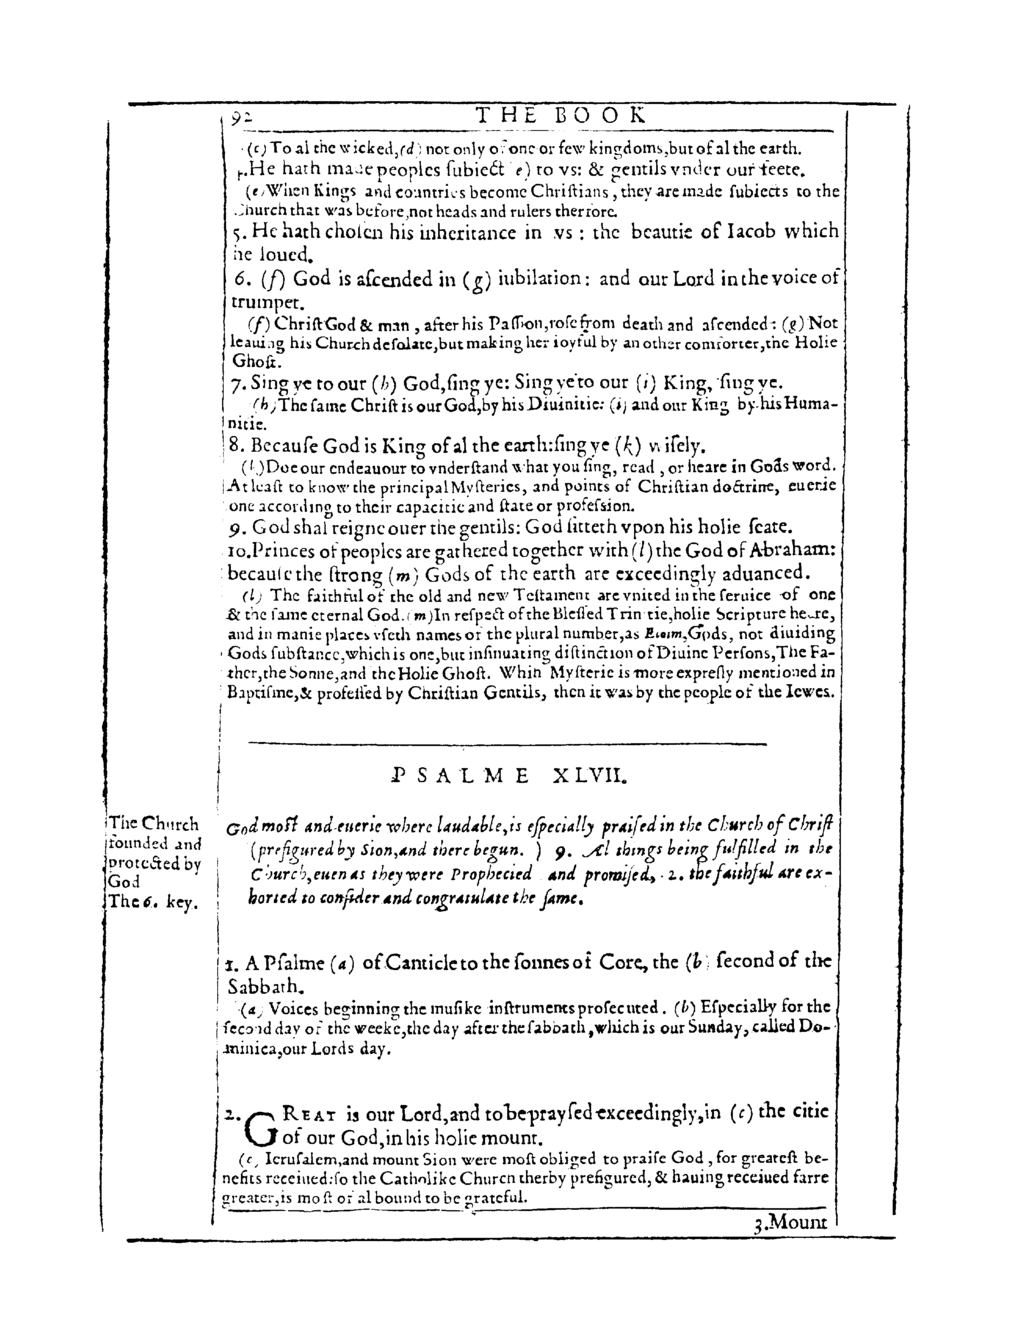 92 THE BOOK
(c) To al the wicked, (d) not only of one or few kingdoms, but of al the earth.
He hath made peoples ſubiect (e) to vs: & gentils vnder our feete.
(e) When Kings and countries become Chriſtians, they are made ſubiects to the
Church that was before, not heads and rulers therfore.
5. He hath choſen his inheritance in vs : the beautie of Iacob which
he loued.
6. (f) God is aſcended in (g) iubilation : and our Lord in the voice of
trumpet.
(f) Chriſt God & man, after his Paſſion, roſe from death and aſcended : (g) Not
leauing his Church deſolate, but making her ioyful by an other comforter, the Holie
Ghoſt.
7. Sing ye to our (h) God, ſing ye: Sing ye to our (i) King, ſing ye.
(h) The ſame Chriſt is our God, by his Diuinitie: (i) and our King by his Huma-
nitie.
8. Becauſe God is King of al the earth: ſing ye (k) wiſely.
(k) Doe our endeauour to vnderſtand what you ſing, read, or heare in Gods word.
At leaſt to know the principal Myſteries, and points of Chriſtian doctrine, euerie
one according to their capacitie and ſtate or profeſsion.
9. God shal reigne ouer the gentils: God ſitteth vpon his holie ſeate.
10. Princes of peoples are gathered together with (l) the God of Abraham:
becauſe the ſtrong (m) Gods of the earth are exceedingly aduanced.
(l) The faithful of the old and new Teſtament are vnited in the ſeruice of one
& the ſame eternal God. (m) In reſpect of the Bleſſed Trinitie, holie Scripture here,
and in manie places vſeth names of the plural number, as Eloim, Gods, not diuiding
Gods ſubſtance, which is one, but inſinuating diſtinction of Diuine Perſons, The Fa-
ther, the Sonne, and the Holie Ghoſt. Whin Myſterie is more expreſly mentioned in
Baptiſme, & profeſſed by Chriſtian Gentils, then it was by the people of the Iewes.
PSALME XLVII.
The Church
founded and
protected by
God
The 6. key.
God moſt and euerie where laudable, is eſpecially praiſed in the Church of Chriſt
(prefigured by Sion, and there begun. ) 9. Al things being fulfilled in the
Church, euen as they were Prophecied and promiſed, 2. the faithful are ex-
horted to conſider and congratulate the ſame.
1. A Pſalme (a) of Canticle to the ſonnes of Core, the (b) ſecond of the
Sabbath.
(a) Voices beginning the muſike inſtruments proſecuted. (b) Eſpecially for the
ſecond day of the weeke, the day after the ſabbath, which is our Sunday, called Do-
minica, our Lords day.
2. GREAT is our Lord, and to be prayſed exceedingly, in (c) the citie
of our God, in his holie mount.
(c) Ieruſalem, and mount Sion were moſt obliged to praiſe God, for greateſt be-
nefits receiued: ſo the Catholike Church therby prefigured, & hauing receiued farre
greater, is moſt of al bound to be grateful.
3. Mount